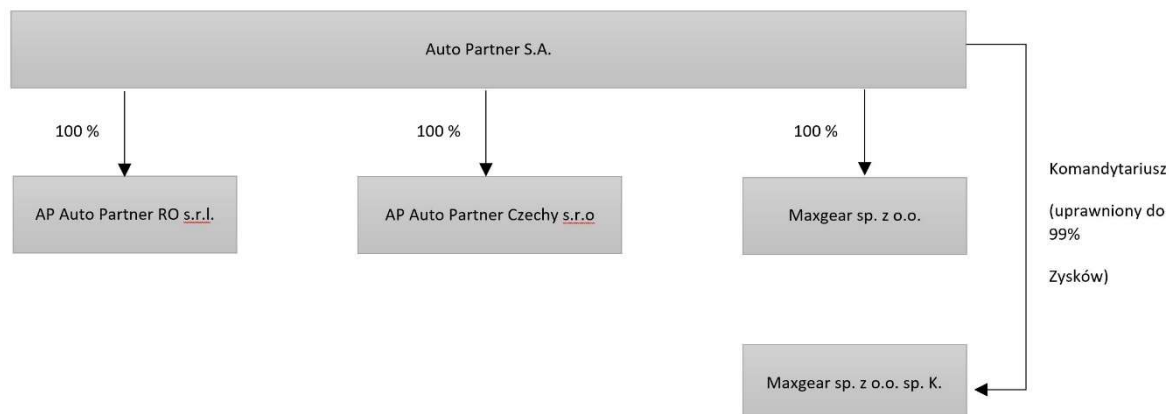 Auto Partner S.A.
100 %
100 %
100 %
Komandytariusz
(uprawniony do
99%
Zysków)
AP Auto Partner RO s.r.l.
AP Auto Partner Czechy s.r.o
Maxgear sp. z o.o.
Maxgear sp. z o.o. sp. K.